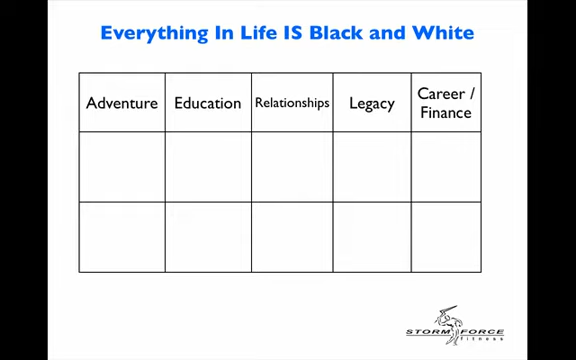 Everything In Life IS Black and White
Adventure
Education
Relationships
Legacy
Career /
Finance
STORM FORCE
fitness